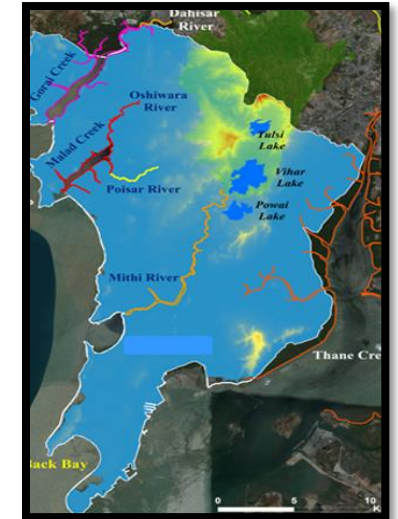 Dahisar
River
Gorai Creek
Oshiwara
River
Malad Creek
Tulsi
Lake
Vihar
Lake
Poisar River
Powai
Lake
Mithi River
Thane Cre
Back Bay
0 5 10
K